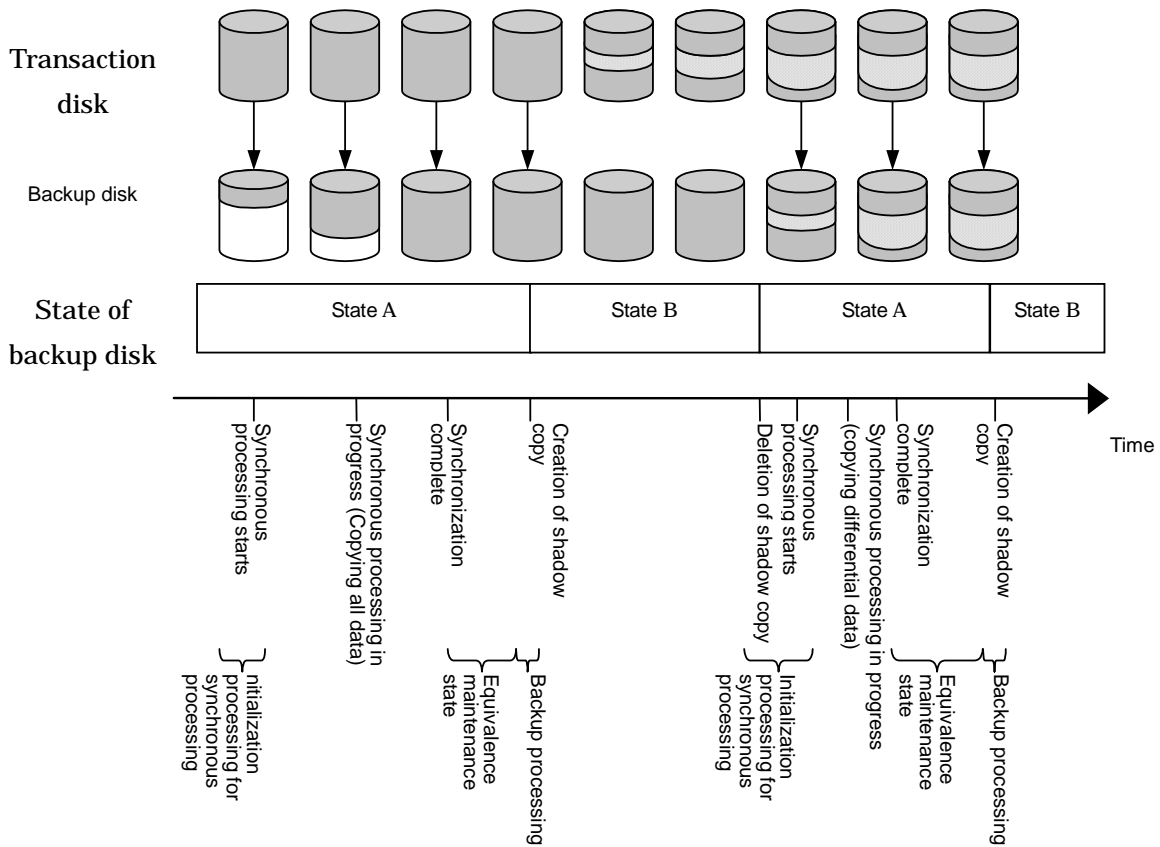 Transaction
disk
Backup disk
State of
backup disk
State A
State B
State A
State B
Time
Synchronous
processing starts
Synchronous processing in
progress (Copying all data)
Synchronization
complete
Creation of shadow
copy
Deletion of shadow copy
Synchronous
processing starts
Synchronous processing in progress
(copying differential data)
Synchronization
complete
Creation of shadow
copy
nitialization
processing for
synchronous
processing
Equivalence
maintenance
state
Backup processing
Initialization
processing for
synchronous
processing
Equivalence
maintenance
state
Backup processing